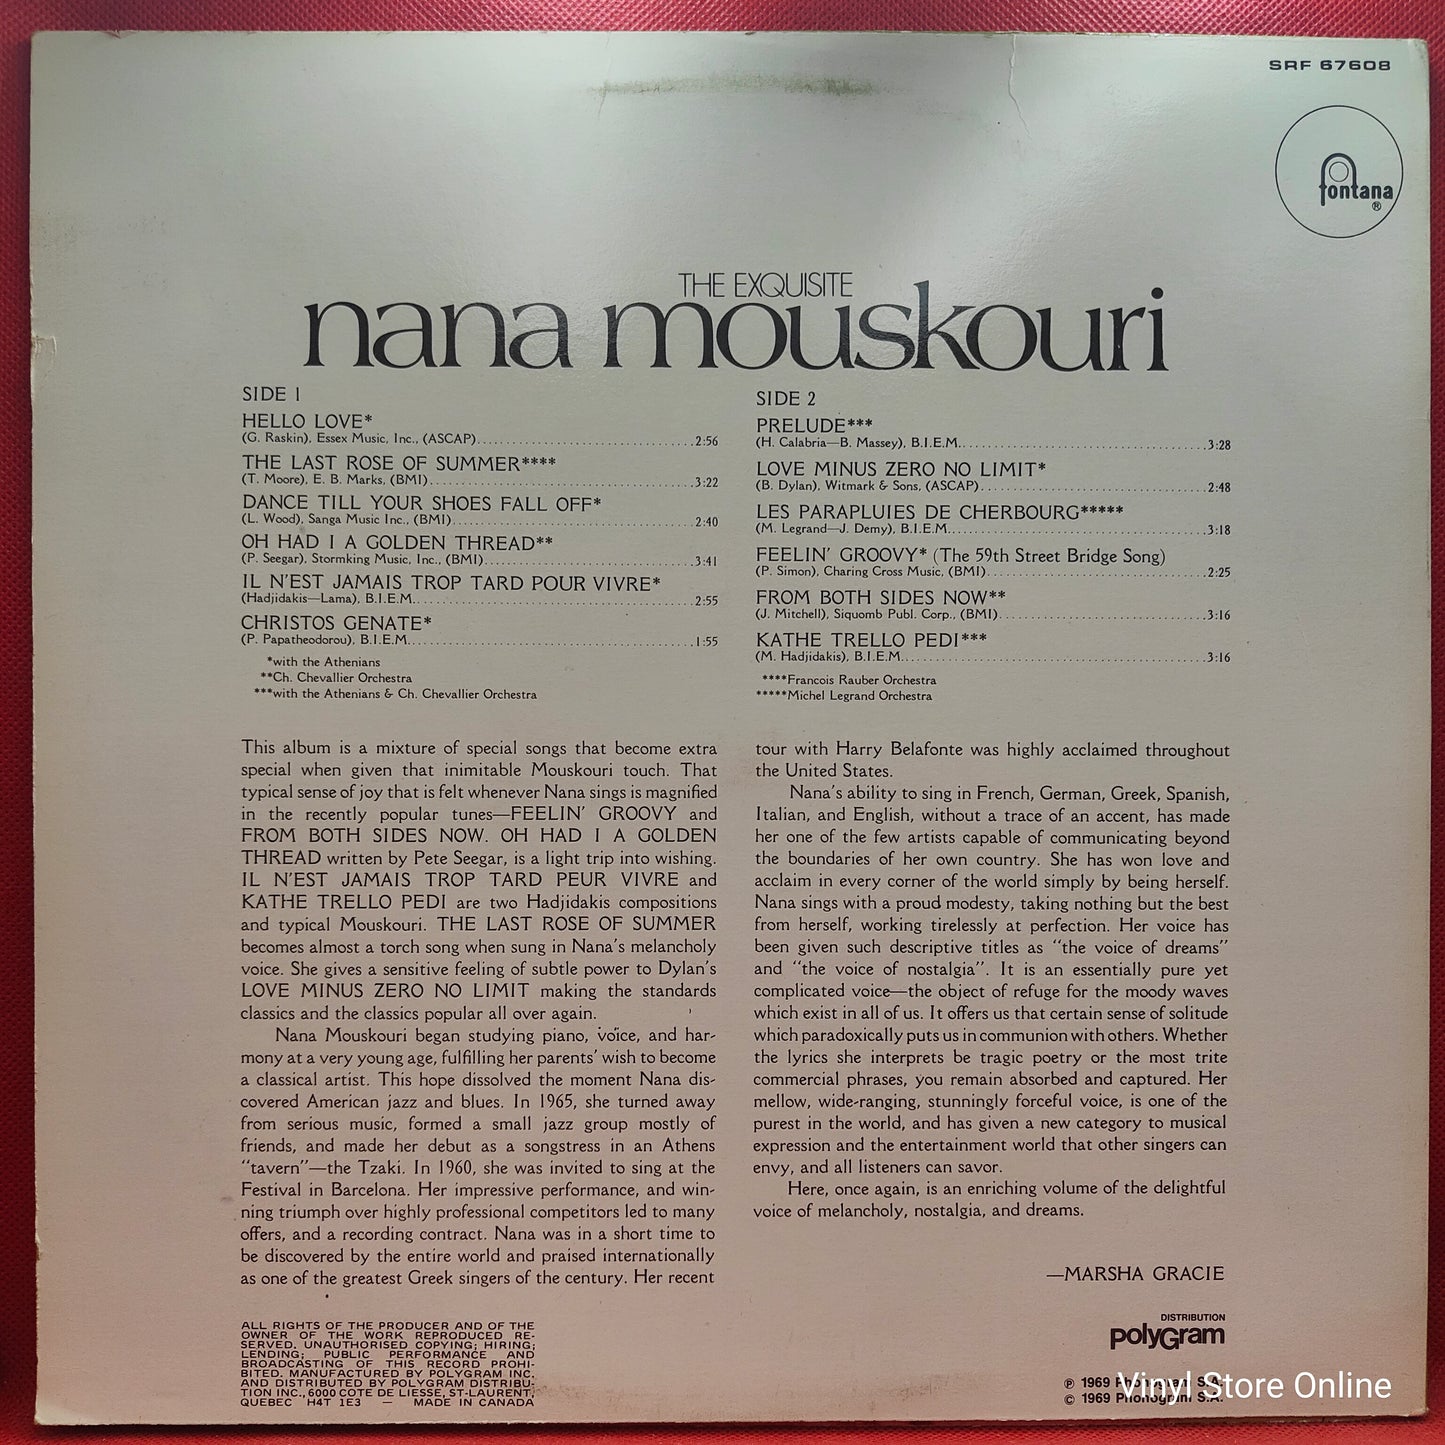 SRF 67608
fontana
®
THE EXQUISITE
nana mouskouri
SIDE 1
HELLO LOVE*
(G. Raskin), Essex Music, Inc., (ASCAP)................................2:56
THE LAST ROSE OF SUMMER****
(T. Moore), E. B. Marks, (BMI)........................................3:22
DANCE TILL YOUR SHOES FALL OFF*
(L. Wood), Sanga Music Inc., (BMI)....................................2:40
OH HAD I A GOLDEN THREAD**
(P. Seegar), Stormking Music, Inc., (BMI)...............................3:41
IL N'EST JAMAIS TROP TARD POUR VIVRE*
(Hadjidakis—Lama), B.I.E.M..........................................2:55
CHRISTOS GENATE*
(P. Papatheodorou), B.I.E.M..........................................1:55
*with the Athenians
**Ch. Chevallier Orchestra
***with the Athenians & Ch. Chevallier Orchestra
SIDE 2
PRELUDE***
(H. Calabria—B. Massey), B.I.E.M.....................................3:28
LOVE MINUS ZERO NO LIMIT*
(B. Dylan), Witmark & Sons, (ASCAP)..................................2:48
LES PARAPLUIES DE CHERBOURG*****
(M. Legrand—J. Demy), B.I.E.M......................................3:18
FEELIN' GROOVY* (The 59th Street Bridge Song)
(P. Simon), Charing Cross Music, (BMI).................................2:25
FROM BOTH SIDES NOW**
(J. Mitchell), Siquomb Publ. Corp., (BMI)...............................3:16
KATHE TRELLO PEDI***
(M. Hadjidakis), B.I.E.M.............................................3:16
****Francois Rauber Orchestra
*****Michel Legrand Orchestra
This album is a mixture of special songs that become extra
special when given that inimitable Mouskouri touch. That
typical sense of joy that is felt whenever Nana sings is magnified
in the recently popular tunes—FEELIN' GROOVY and
FROM BOTH SIDES NOW. OH HAD I A GOLDEN
THREAD written by Pete Seegar, is a light trip into wishing.
IL N'EST JAMAIS TROP TARD PEUR VIVRE and
KATHE TRELLO PEDI are two Hadjidakis compositions
and typical Mouskouri. THE LAST ROSE OF SUMMER
becomes almost a torch song when sung in Nana's melancholy
voice. She gives a sensitive feeling of subtle power to Dylan's
LOVE MINUS ZERO NO LIMIT making the standards
classics and the classics popular all over again.
Nana Mouskouri began studying piano, voice, and har-
mony at a very young age, fulfilling her parents' wish to become
a classical artist. This hope dissolved the moment Nana dis-
covered American jazz and blues. In 1965, she turned away
from serious music, formed a small jazz group mostly of
friends, and made her debut as a songstress in an Athens
"tavern"—the Tzaki. In 1960, she was invited to sing at the
Festival in Barcelona. Her impressive performance, and win-
ning triumph over highly professional competitors led to many
offers, and a recording contract. Nana was in a short time to
be discovered by the entire world and praised internationally
as one of the greatest Greek singers of the century. Her recent
tour with Harry Belafonte was highly acclaimed throughout
the United States.
Nana's ability to sing in French, German, Greek, Spanish,
Italian, and English, without a trace of an accent, has made
her one of the few artists capable of communicating beyond
the boundaries of her own country. She has won love and
acclaim in every corner of the world simply by being herself.
Nana sings with a proud modesty, taking nothing but the best
from herself, working tirelessly at perfection. Her voice has
been given such descriptive titles as "the voice of dreams"
and "the voice of nostalgia". It is an essentially pure yet
complicated voice—the object of refuge for the moody waves
which exist in all of us. It offers us that certain sense of solitude
which paradoxically puts us in communion with others. Whether
the lyrics she interprets be tragic poetry or the most trite
commercial phrases, you remain absorbed and captured. Her
mellow, wide-ranging, stunningly forceful voice, is one of the
purest in the world, and has given a new category to musical
expression and the entertainment world that other singers can
envy, and all listeners can savor.
Here, once again, is an enriching volume of the delightful
voice of melancholy, nostalgia, and dreams.
—MARSHA GRACIE
ALL RIGHTS OF THE PRODUCER AND OF THE
OWNER OF THE WORK REPRODUCED RE-
SERVED. UNAUTHORISED COPYING; HIRING;
LENDING; PUBLIC PERFORMANCE AND
BROADCASTING OF THIS RECORD PROHI-
BITED. MANUFACTURED BY POLYGRAM INC.
AND DISTRIBUTED BY POLYGRAM DISTRIBU-
TION INC., 6000 COTE DE LIESSE, ST-LAURENT,
QUEBEC H4T 1E3 — MADE IN CANADA
DISTRIBUTION
polyGram
℗ 1969 Phonogram S.A.
© 1969 Phonogram S.A.
Vinyl Store Online